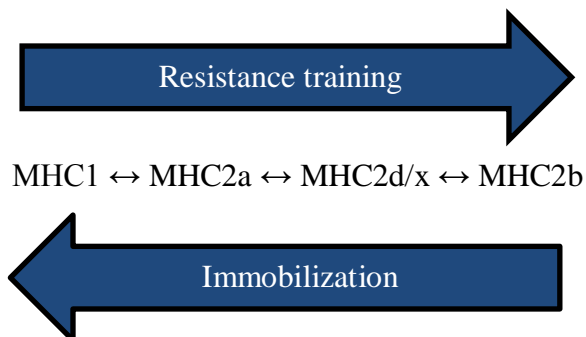 Resistance training
MHC1 ↔ MHC2a ↔ MHC2d/x ↔ MHC2b
Immobilization